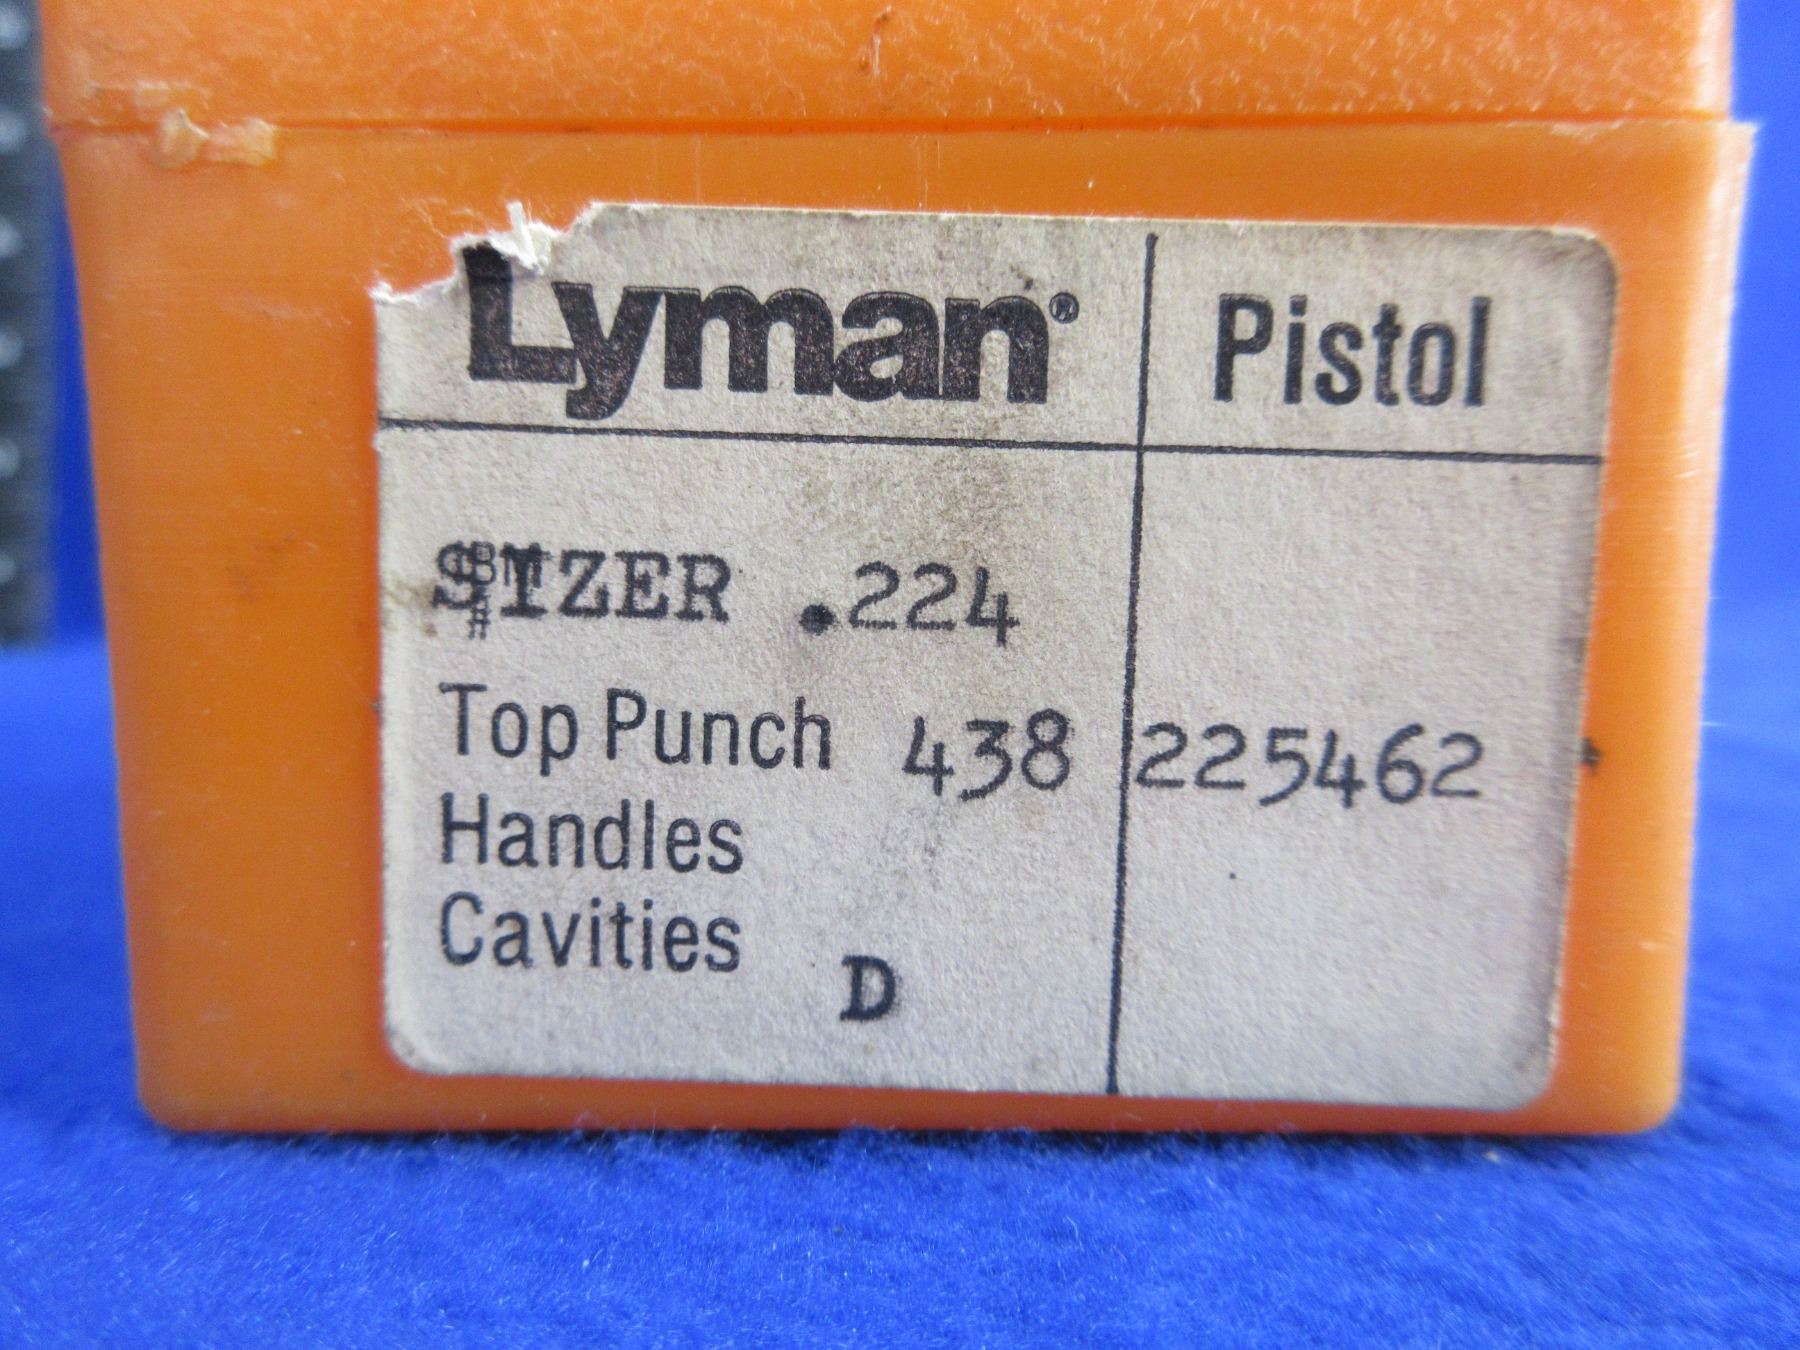 Lyman® Pistol
SIZER .224
Top Punch 438 225462
Handles
Cavities
D